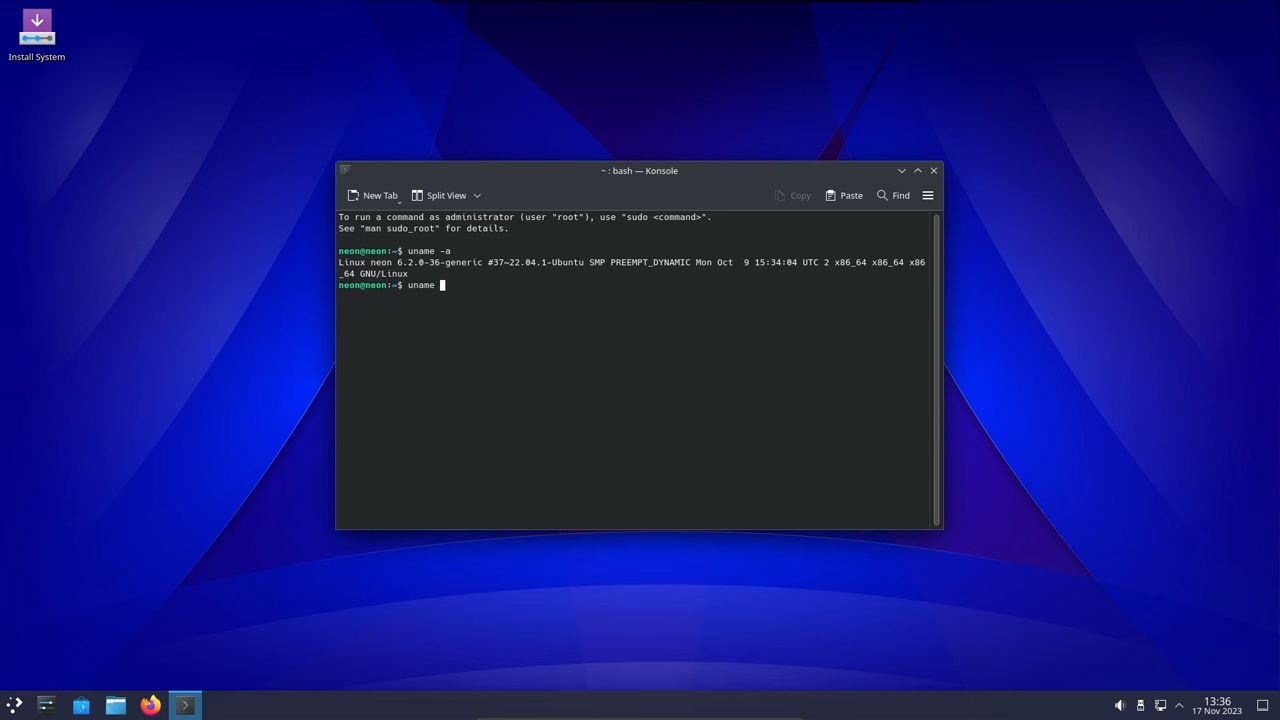 Install System
~ : bash — Konsole
New Tab Split View Copy Paste Find
To run a command as administrator (user "root"), use "sudo <command>".
See "man sudo_root" for details.
neon@neon:~$ uname -a
Linux neon 6.2.0-36-generic #37~22.04.1-Ubuntu SMP PREEMPT_DYNAMIC Mon Oct  9 15:34:04 UTC 2 x86_64 x86_64 x86
_64 GNU/Linux
neon@neon:~$ uname
13:36
17 Nov 2023